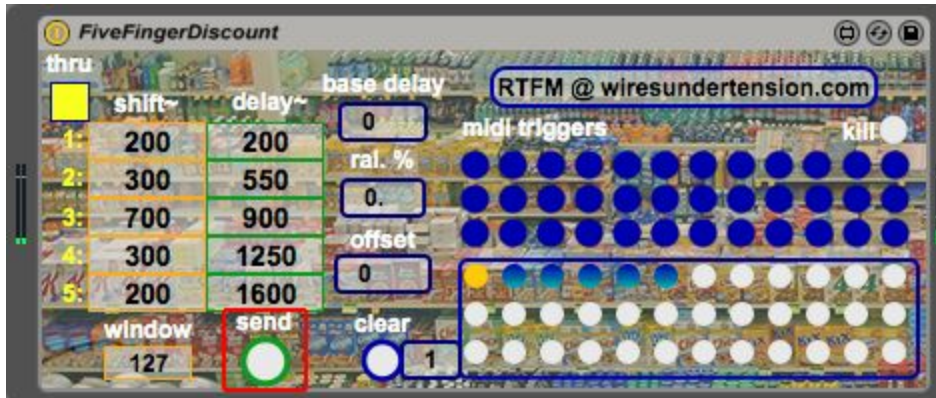 FiveFingerDiscount
thru
shift~ delay~ base delay
RTFM @ wiresundertension.com
midi triggers kill
1: 200 200 0
2: 300 550 ral. %
3: 700 900 0.
4: 300 1250 offset
5: 200 1600 0
window send clear
127 1